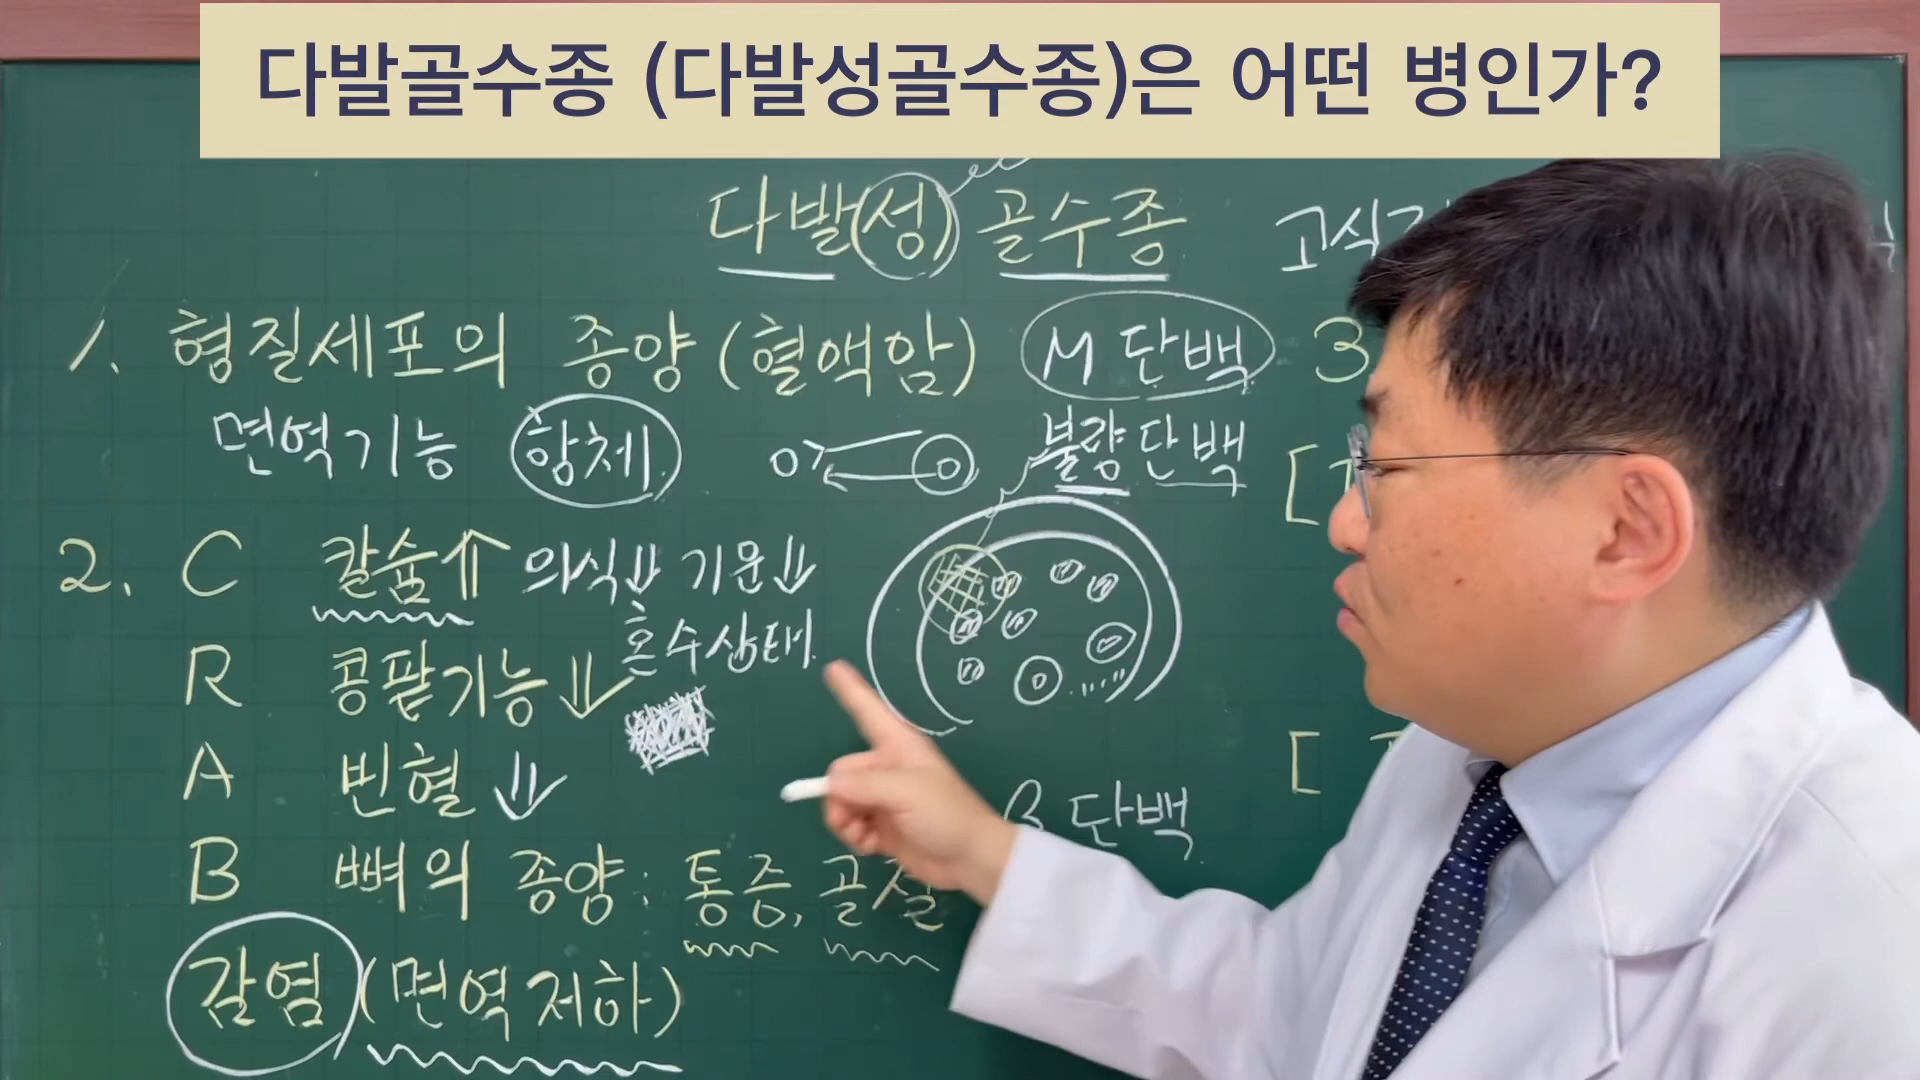 다발골수종 (다발성골수종)은 어떤 병인가?
다발(성) 골수종
고식
1. 형질세포의 종양 (혈액암) M 단백 3
면역기능 항체 불량단백 [
2. C 칼슘⇑ 의식⇓ 기운⇓
혼수상태
R 콩팥기능⇓
A 빈혈⇓ [
단백
B 뼈의 종양: 통증, 골절
감염 (면역저하)